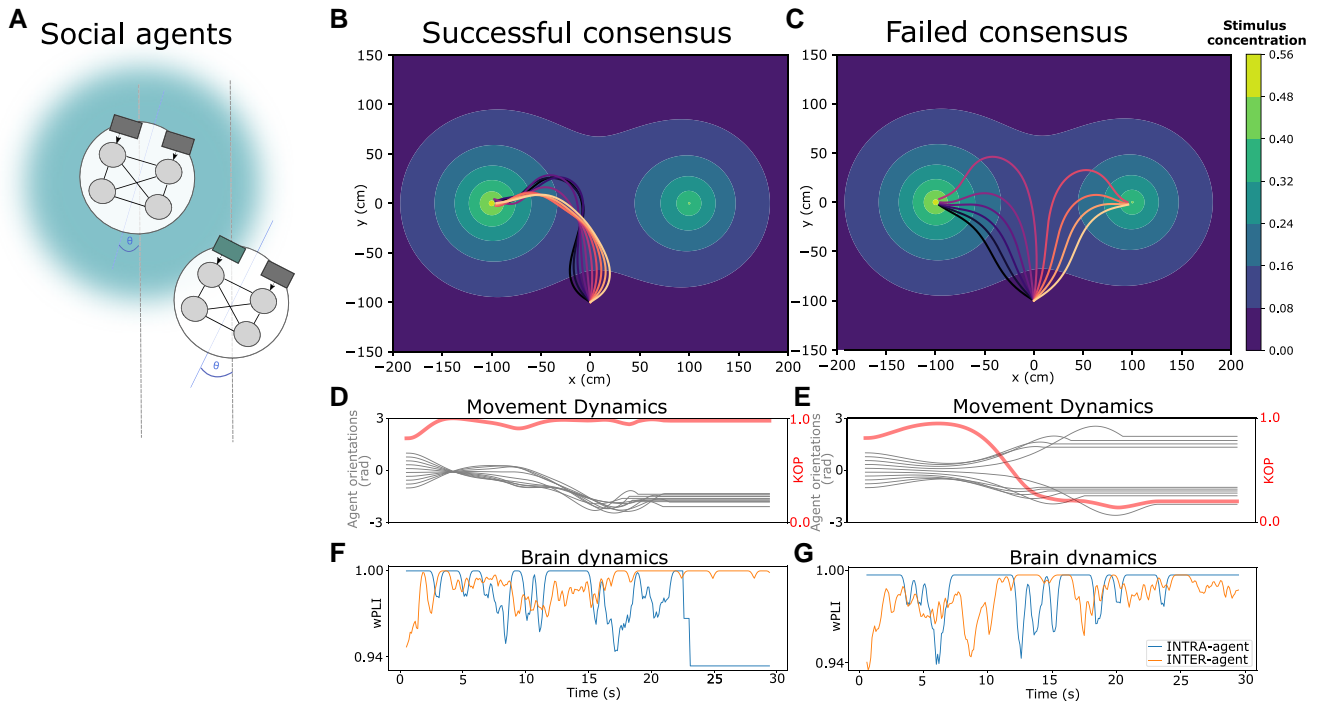 A
Social agents
θ
θ
B
Successful consensus
150
100
50
0
−50
−100
−150
y (cm)
−200
−150
−100
−50
0
50
100
150
200
x (cm)
C
Failed consensus
150
100
50
0
−50
−100
−150
y (cm)
−200
−150
−100
−50
0
50
100
150
200
x (cm)
Stimulus
concentration
0.56
0.48
0.40
0.32
0.24
0.16
0.08
0.00
D
Movement Dynamics
3
0
-3
Agent orientations
(rad)
1.0
0.0
KOP
E
Movement Dynamics
3
0
-3
Agent orientations
(rad)
1.0
0.0
KOP
F
Brain dynamics
1.00
0.94
wPLI
0
5
10
15
20
25
30
Time (s)
G
Brain dynamics
1.00
0.94
wPLI
INTRA-agent
INTER-agent
0
5
10
15
20
25
30
Time (s)